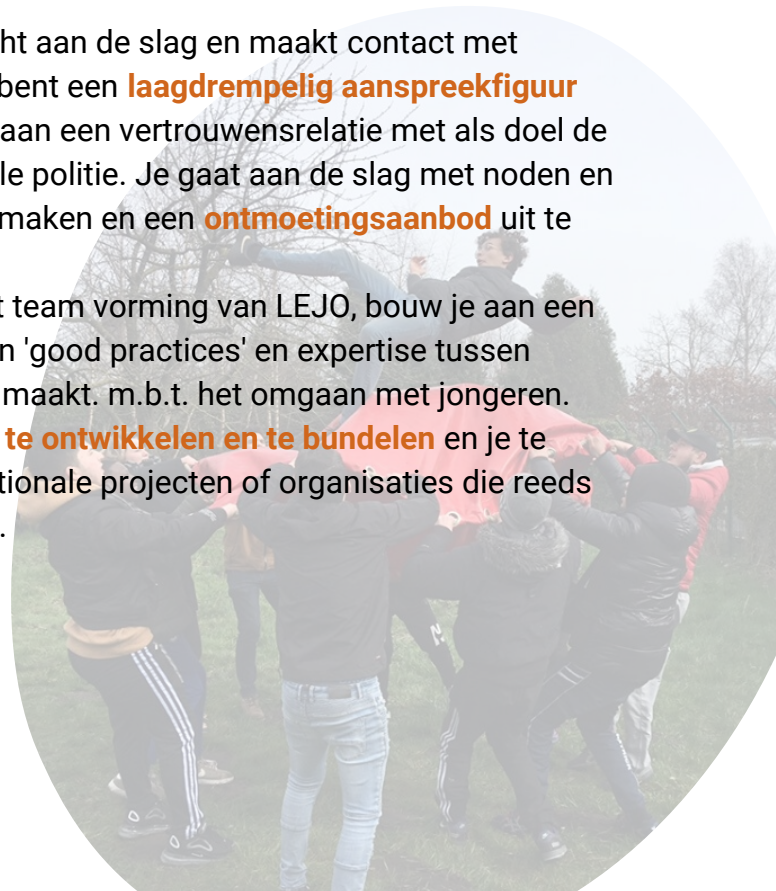 ht aan de slag en maakt contact met
bent een laagdrempelig aanspreekfiguur
aan een vertrouwensrelatie met als doel de
le politie. Je gaat aan de slag met noden en
maken en een ontmoetingsaanbod uit te
t team vorming van LEJO, bouw je aan een
n 'good practices' en expertise tussen
maakt. m.b.t. het omgaan met jongeren.
te ontwikkelen en te bundelen en je te
tionale projecten of organisaties die reeds
.